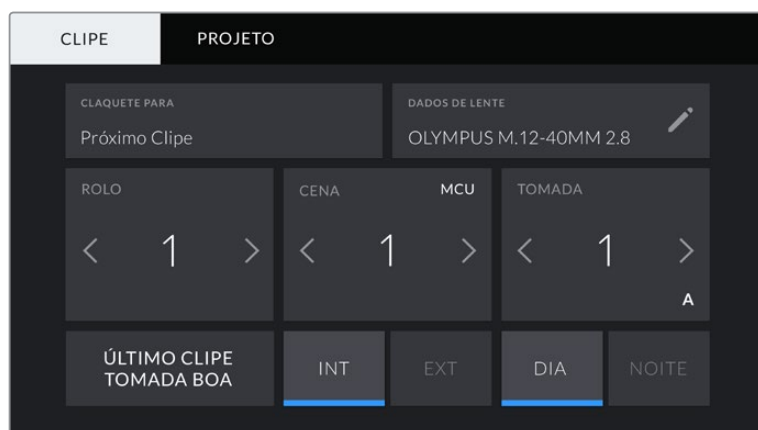 CLIPE PROJETO
CLAQUETE PARA DADOS DE LENTE
Próximo Clipe OLYMPUS M.12-40MM 2.8
ROLO CENA MCU TOMADA
< 1 > < 1 > < 1 >
A
ÚLTIMO CLIPE
TOMADA BOA INT EXT DIA NOITE